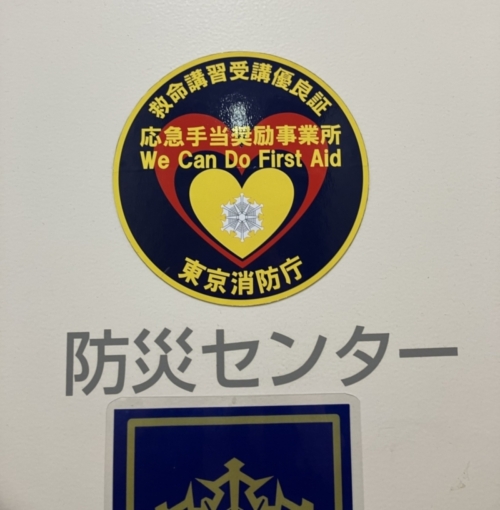 救命講習受講優良証
応急手当奨励事業所
We Can Do First Aid
東京消防庁
防災センター